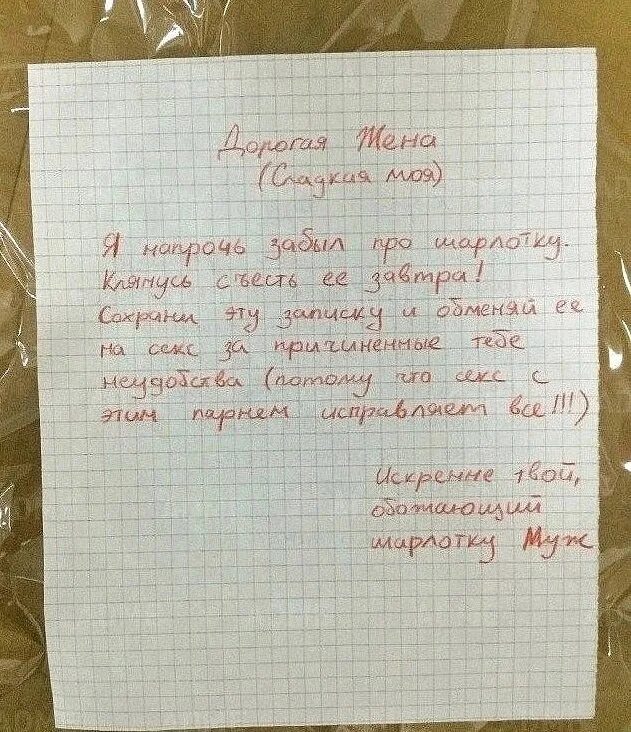 Дорогая Жена
(Сладкая моя)
Я напрочь забыл про шарлотку.
Клянусь съесть ее завтра!
Сохрани эту записку и обменяй ее
на секс за причиненные тебе
неудобства (потому что секс с
этим парнем исправляет все!!!)
Искренне твой,
обожающий
шарлотку Муж